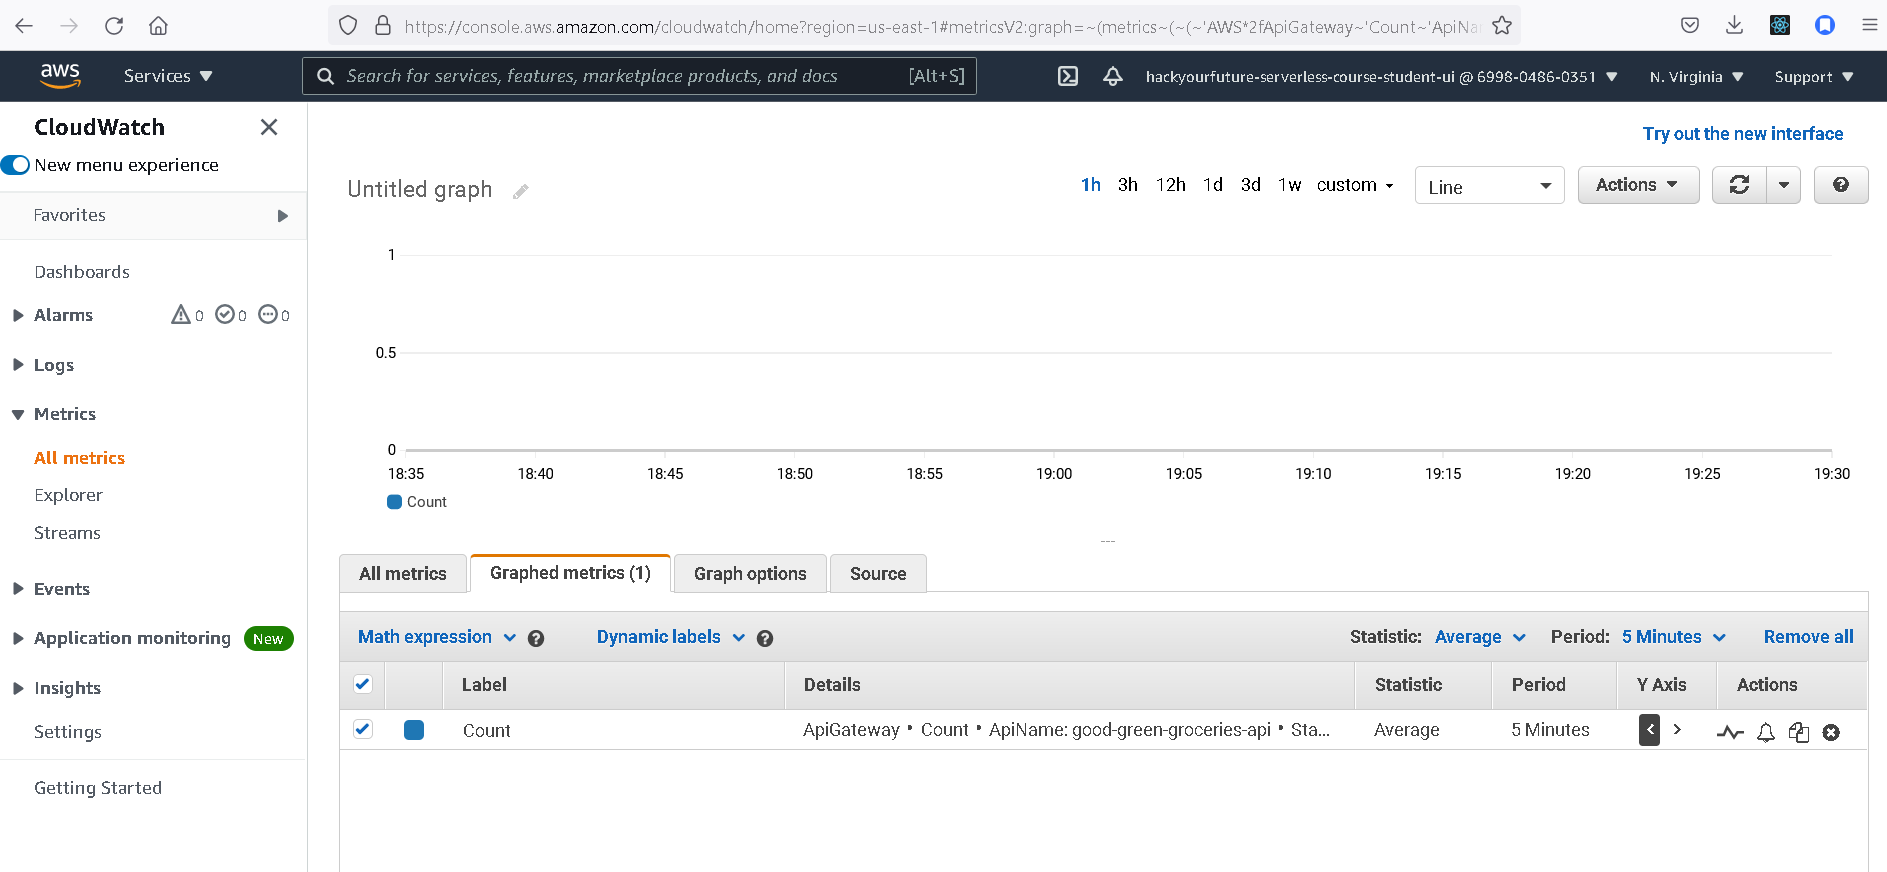 https://console.aws.amazon.com/cloudwatch/home?region=us-east-1#metricsV2:graph=~(metrics~(~(~'AWS*2fApiGateway~'Count~'ApiNa
aws
Services
Search for services, features, marketplace products, and docs [Alt+S]
hackyourfuture-serverless-course-student-ui @ 6998-0486-0351
N. Virginia
Support
CloudWatch
New menu experience
Favorites
Dashboards
Alarms 0 0 0
Logs
Metrics
All metrics
Explorer
Streams
Events
Application monitoring New
Insights
Settings
Getting Started
Try out the new interface
Untitled graph
1h 3h 12h 1d 3d 1w custom
Line
Actions
1
0.5
0
18:35 18:40 18:45 18:50 18:55 19:00 19:05 19:10 19:15 19:20 19:25 19:30
Count
All metrics
Graphed metrics (1)
Graph options
Source
Math expression
Dynamic labels
Statistic: Average
Period: 5 Minutes
Remove all
Label Details Statistic Period Y Axis Actions
Count ApiGateway • Count • ApiName: good-green-groceries-api • Sta... Average 5 Minutes